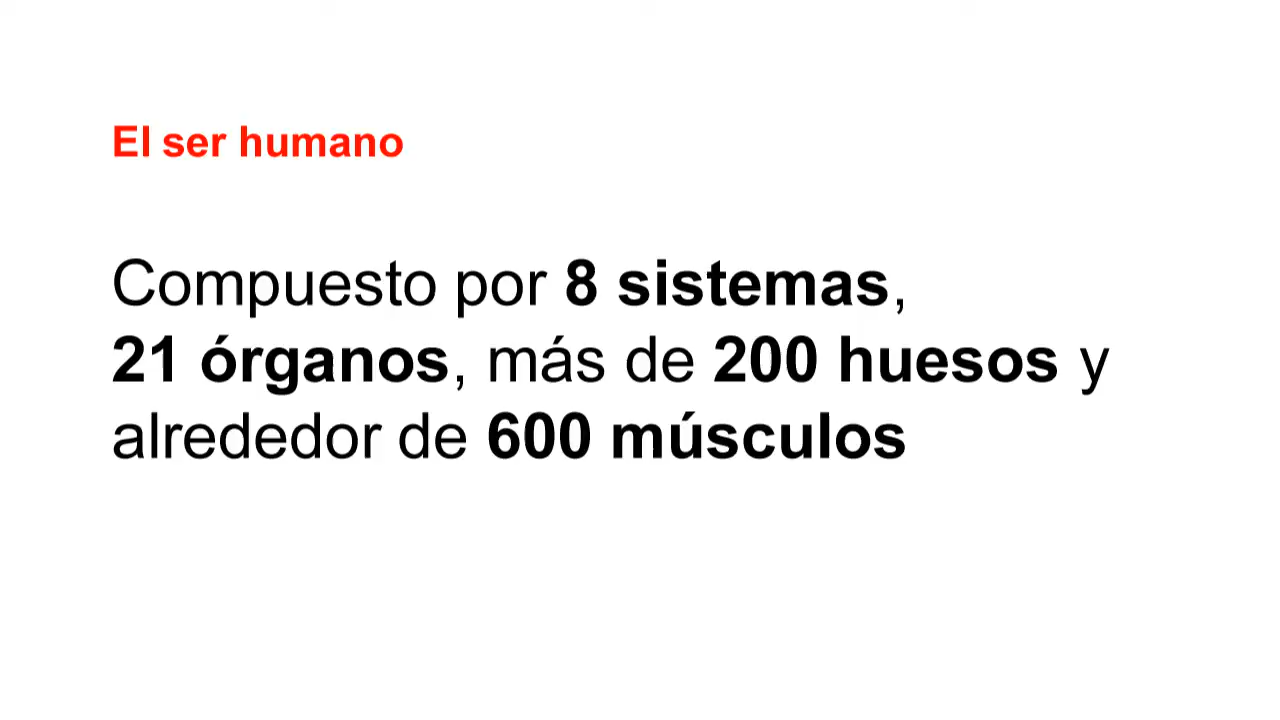 El ser humano
Compuesto por 8 sistemas,
21 órganos, más de 200 huesos y
alrededor de 600 músculos